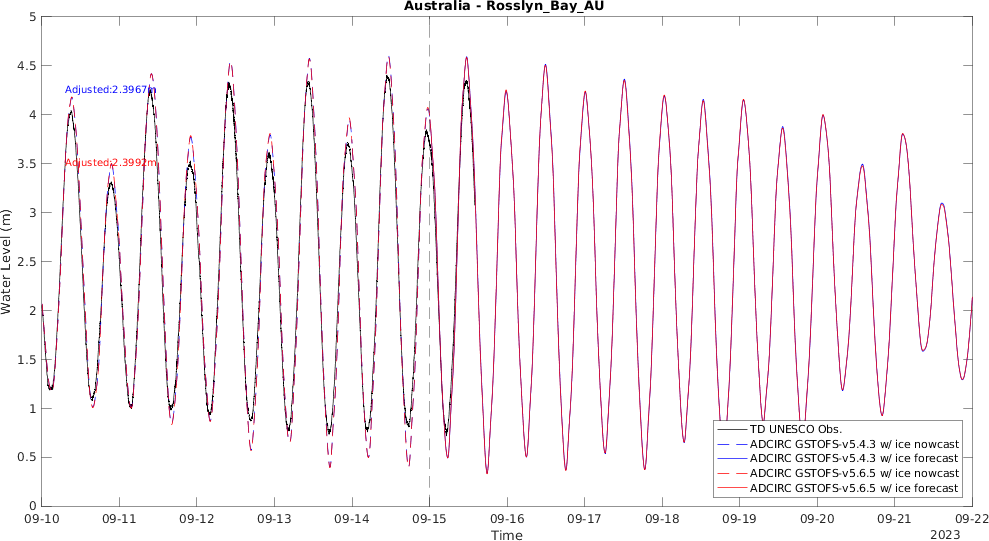 Australia - Rosslyn_Bay_AU
5
4.5
4
3.5
3
2.5
2
1.5
1
0.5
0
Water Level (m)
Adjusted:2.3967m
Adjusted:2.3992m
TD UNESCO Obs.
ADCIRC GSTOFS-v5.4.3 w/ ice nowcast
ADCIRC GSTOFS-v5.4.3 w/ ice forecast
ADCIRC GSTOFS-v5.6.5 w/ ice nowcast
ADCIRC GSTOFS-v5.6.5 w/ ice forecast
09-10 09-11 09-12 09-13 09-14 09-15 09-16 09-17 09-18 09-19 09-20 09-21 09-22
Time
2023